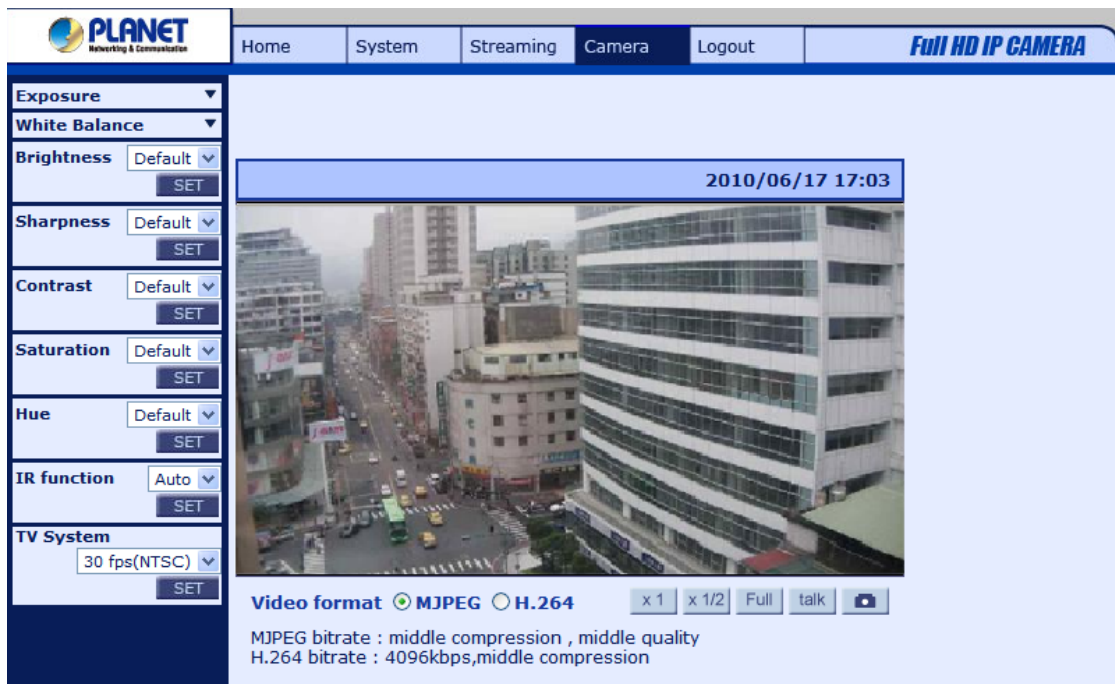 PLANET
Networking & Communication
Home System Streaming Camera Logout Full HD IP CAMERA
Exposure
White Balance
Brightness Default
SET
Sharpness Default
SET
Contrast Default
SET
Saturation Default
SET
Hue Default
SET
IR function Auto
SET
TV System
30 fps(NTSC)
SET
2010/06/17 17:03
Video format MJPEG H.264 x 1 x 1/2 Full talk
MJPEG bitrate : middle compression , middle quality
H.264 bitrate : 4096kbps,middle compression